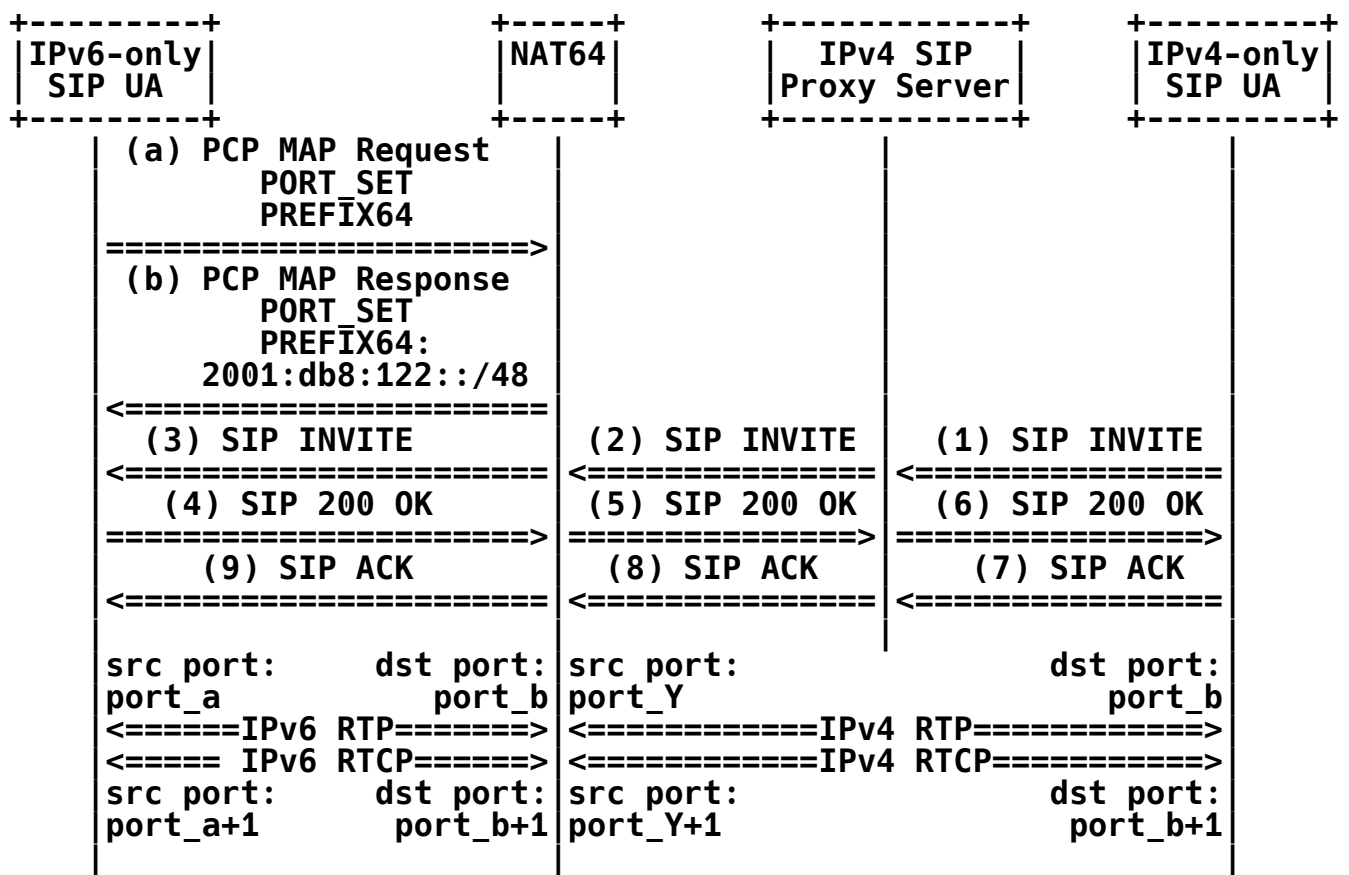 +---------+              +-----+       +------------+     +---------+
|IPv6-only|              |NAT64|       |  IPv4 SIP  |     |IPv4-only|
| SIP UA  |              |     |       |Proxy Server|     | SIP UA  |
+---------+              +-----+       +------------+     +---------+
    | (a) PCP MAP Request   |                |                 |
    |       PORT_SET        |                |                 |
    |       PREFIX64        |                |                 |
    |======================>|                |                 |
    | (b) PCP MAP Response  |                |                 |
    |       PORT_SET        |                |                 |
    |       PREFIX64:       |                |                 |
    |    2001:db8:122::/48  |                |                 |
    |<======================|                |                 |
    | (3) SIP INVITE        | (2) SIP INVITE | (1) SIP INVITE  |
    |<======================|<===============|<================|
    |  (4) SIP 200 OK       | (5) SIP 200 OK | (6) SIP 200 OK  |
    |======================>|===============>|================>|
    |    (9) SIP ACK        |  (8) SIP ACK   |   (7) SIP ACK   |
    |<======================|<===============|<================|
    |                       |                |                 |
    |src port:     dst port:|src port:                dst port:|
    |port_a           port_b|port_Y                      port_b|
    |<======IPv6 RTP=======>|<============IPv4 RTP============>|
    |<===== IPv6 RTCP======>|<============IPv4 RTCP===========>|
    |src port:     dst port:|src port:                dst port:|
    |port_a+1       port_b+1|port_Y+1                  port_b+1|
    |                       |                                  |